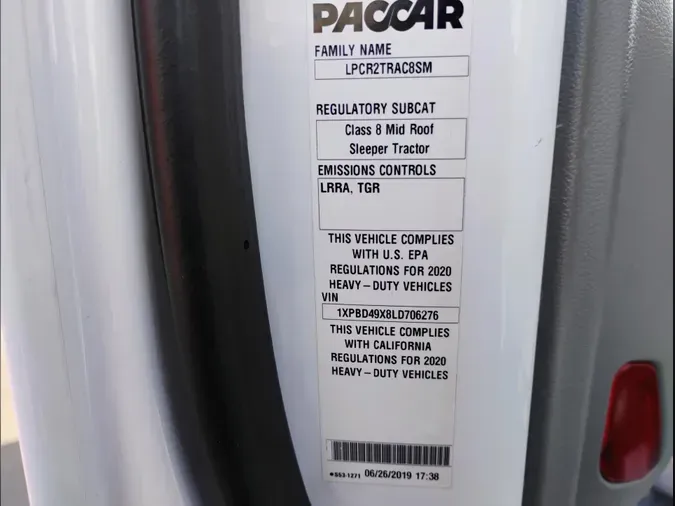 PACCAR
FAMILY NAME
LPCR2TRAC8SM
REGULATORY SUBCAT
Class 8 Mid Roof
Sleeper Tractor
EMISSIONS CONTROLS
LRRA, TGR
THIS VEHICLE COMPLIES
WITH U.S. EPA
REGULATIONS FOR 2020
HEAVY-DUTY VEHICLES
VIN
1XPBD49X8LD706276
THIS VEHICLE COMPLIES
WITH CALIFORNIA
REGULATIONS FOR 2020
HEAVY-DUTY VEHICLES
*S53-1271 06/26/2019 17:38